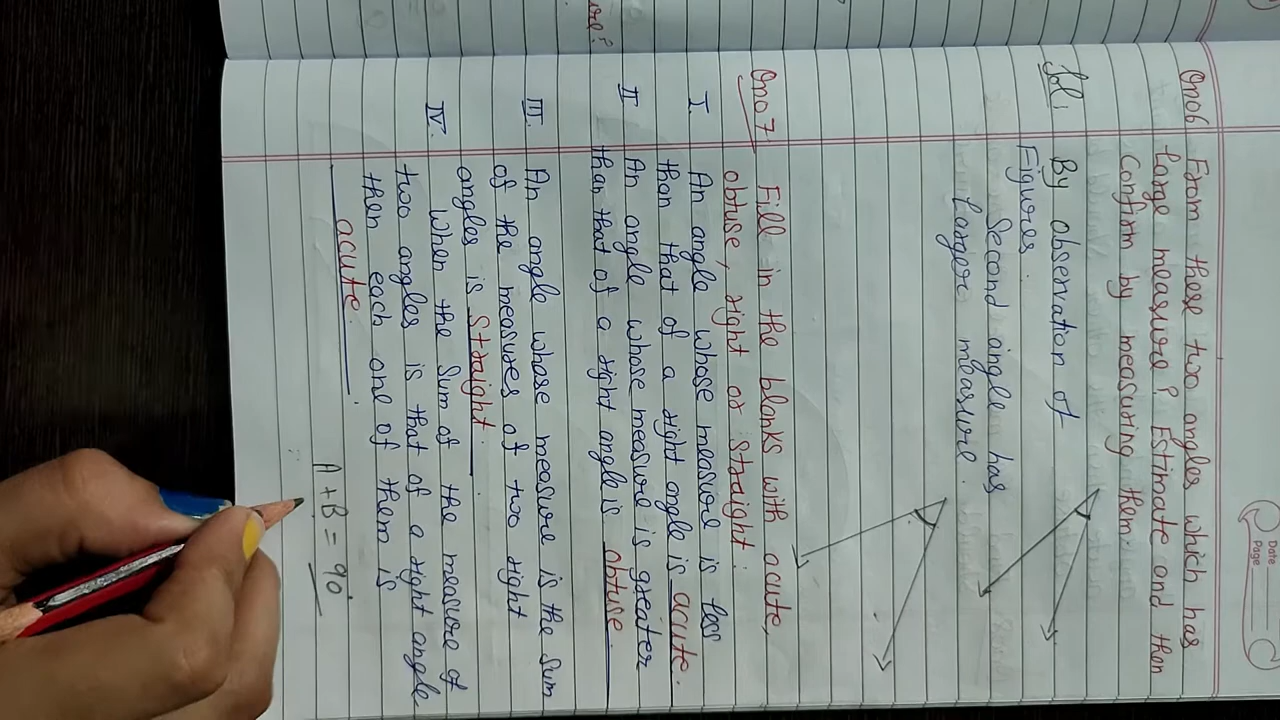 Date
Page
Qno6 From these two angles which has
large measure? Estimate and then
Confirm by measuring them.
Sol: By observation of
Figures.
Second angle has
Larger measure.
Qno7 Fill in the blanks with acute,
obtuse, right or straight:
I. An angle whose measure is less
than that of a right angle is acute.
II An angle whose measure is greater
than that of a right angle is obtuse.
III. An angle whose measure is the sum
of the measures of two right
angles is straight.
IV. When the sum of the measure of
two angles is that of a right angle
then each one of them is
acute.
A+B = 90